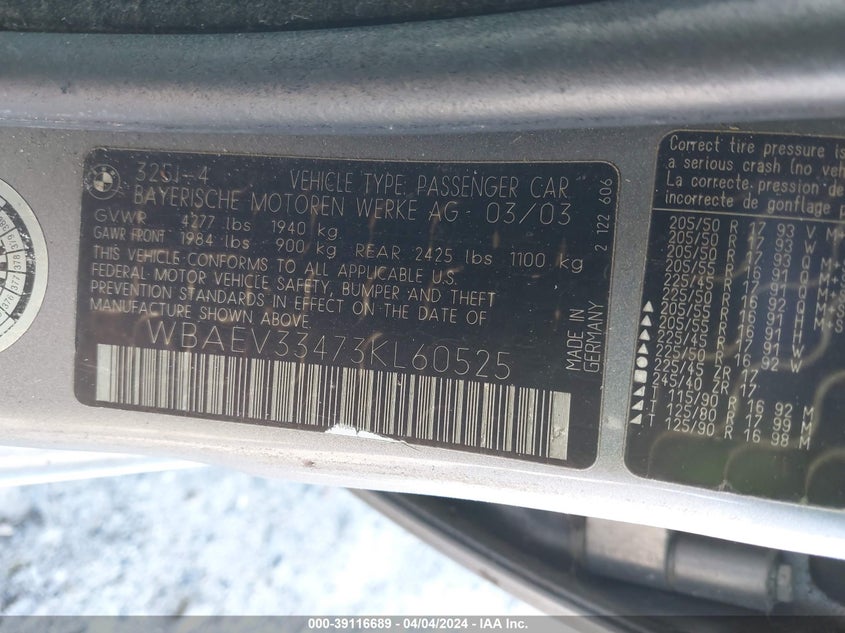 325I-4 VEHICLE TYPE: PASSENGER CAR
BAYERISCHE MOTOREN WERKE AG 03/03
GVWR 4277 lbs 1940 kg
GAWR FRONT 1984 lbs 900 kg REAR 2425 lbs 1100 kg
THIS VEHICLE CONFORMS TO ALL APPLICABLE U.S.
FEDERAL MOTOR VEHICLE SAFETY, BUMPER AND THEFT
PREVENTION STANDARDS IN EFFECT ON THE DATE OF
MANUFACTURE SHOWN ABOVE
WBAEV33473KL60525
2 122 606
MADE IN
GERMANY
Correct tire pressure is
a serious crash (no
La correcte pression de
de gonflage
205/50 R 17 93 V
205/50 R 17 93
205/50 R 17 93
205/55 R 16 91
225/45 R 17 91
225/50 R 16
205/55 R 16 91
225/45 R 17 91
225/50 R 16
225/45 ZR 17
245/40 ZR 17
T 115/90 R 16 92 M
T 125/80 R 17 99 M
T 125/90 R 16 98 M
000-39116689 - 04/04/2024 - IAA Inc.